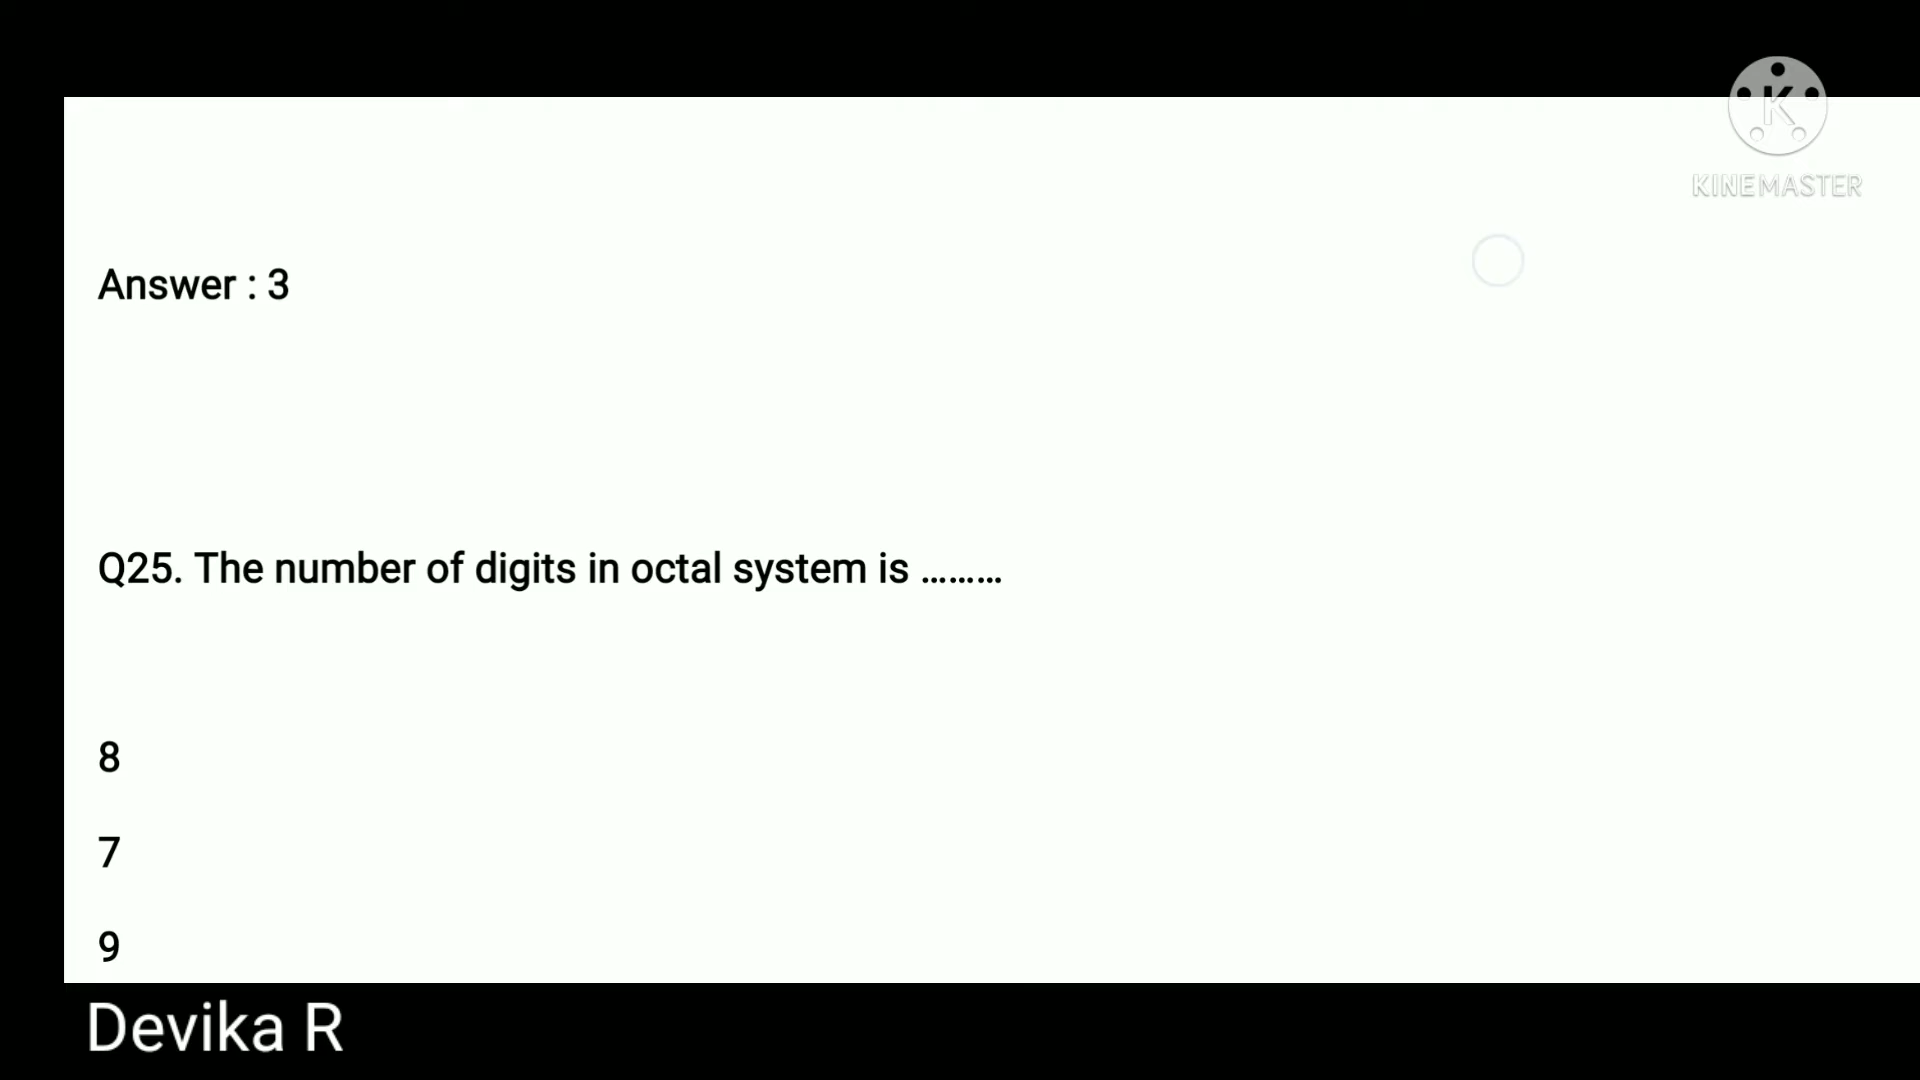 K
KINEMASTER
Answer : 3
Q25. The number of digits in octal system is .........
8
7
9
Devika R